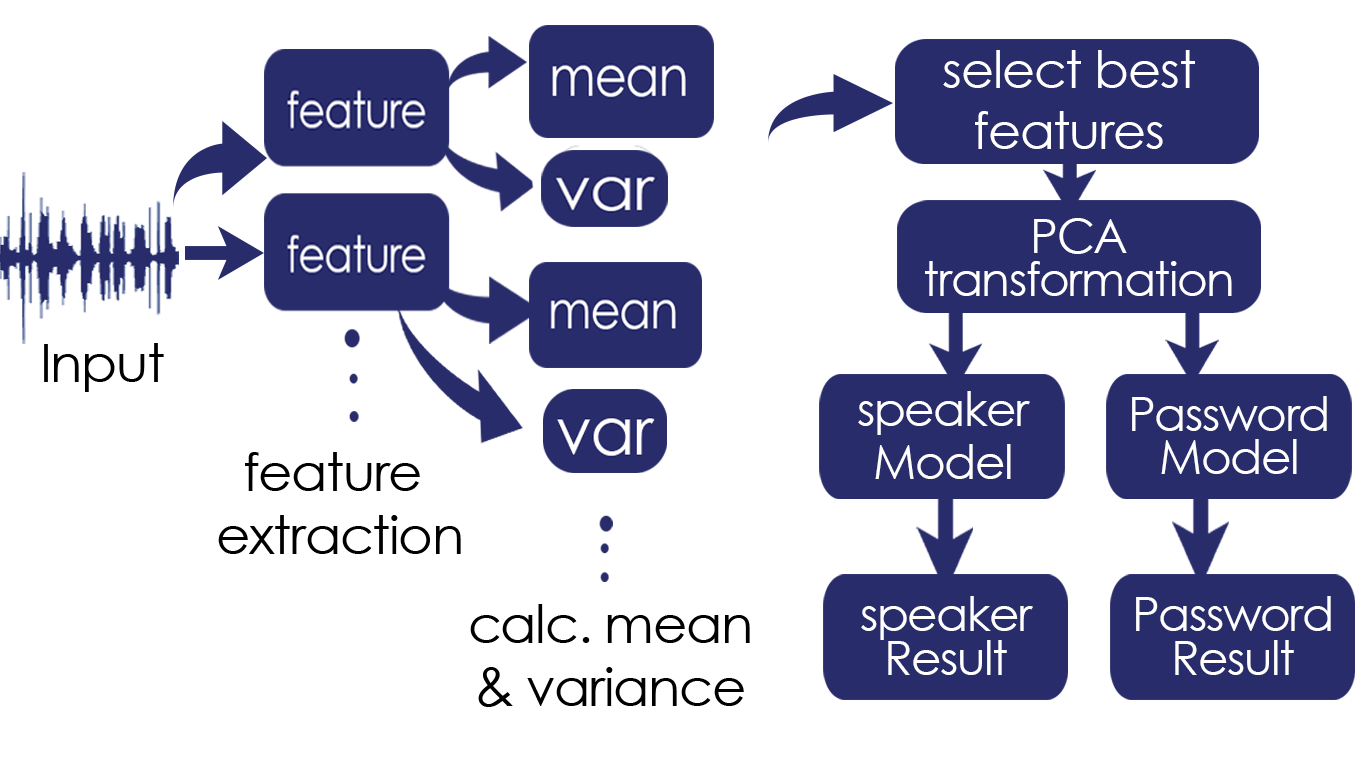 Input
feature
feature
feature
extraction
mean
var
mean
var
calc. mean
& variance
select best
features
PCA
transformation
speaker
Model
Password
Model
speaker
Result
Password
Result